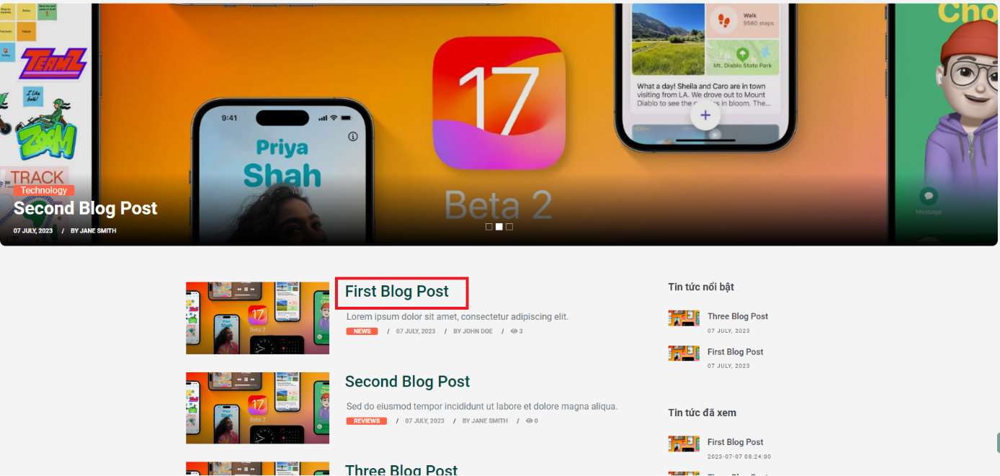 TEAM Z
I like
both!
ZOOM
TRACK
9:41
Priya
Shah
17
Beta 2
Walk
9560 steps
Mt. Diablo State Park
What a day! Sheila and Caro are in town
visiting from LA. We drove out to Mount
Diablo to see the
in bloom. The...
+
Cho
Message
Technology
Second Blog Post
07 JULY, 2023 / BY JANE SMITH
First Blog Post
Lorem ipsum dolor sit amet, consectetur adipiscing elit.
NEWS / 07 JULY, 2023 / BY JOHN DOE / 3
Second Blog Post
Sed do eiusmod tempor incididunt ut labore et dolore magna aliqua.
REVIEWS / 07 JULY, 2023 / BY JANE SMITH / 0
Three Blog Post
Tin tức nổi bật
Three Blog Post
07 JULY, 2023
First Blog Post
07 JULY, 2023
Tin tức đã xem
First Blog Post
2023-07-07 08:24:00